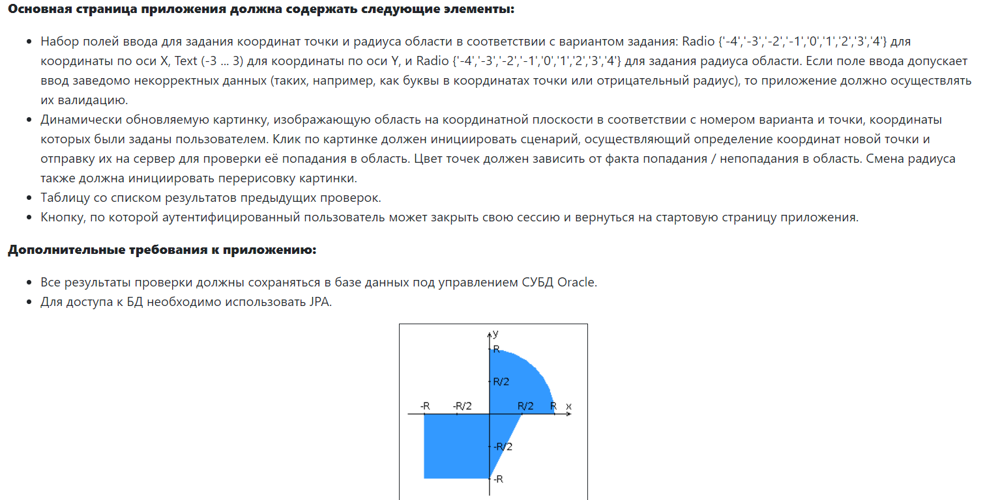 Основная страница приложения должна содержать следующие элементы:
Набор полей ввода для задания координат точки и радиуса области в соответствии с вариантом задания: Radio {'-4','-3','-2','-1','0','1','2','3','4'} для
координаты по оси X, Text (-3 ... 3) для координаты по оси Y, и Radio {'-4','-3','-2','-1','0','1','2','3','4'} для задания радиуса области. Если поле ввода допускает
ввод заведомо некорректных данных (таких, например, как буквы в координатах точки или отрицательный радиус), то приложение должно осуществлять
их валидацию.
Динамически обновляемую картинку, изображающую область на координатной плоскости в соответствии с номером варианта и точки, координаты
которых были заданы пользователем. Клик по картинке должен инициировать сценарий, осуществляющий определение координат новой точки и
отправку их на сервер для проверки её попадания в область. Цвет точек должен зависить от факта попадания / непопадания в область. Смена радиуса
также должна инициировать перерисовку картинки.
Таблицу со списком результатов предыдущих проверок.
Кнопку, по которой аутентифицированный пользователь может закрыть свою сессию и вернуться на стартовую страницу приложения.
Дополнительные требования к приложению:
Все результаты проверки должны сохраняться в базе данных под управлением СУБД Oracle.
Для доступа к БД необходимо использовать JPA.
y
R
R/2
-R -R/2 R/2 R x
-R/2
-R